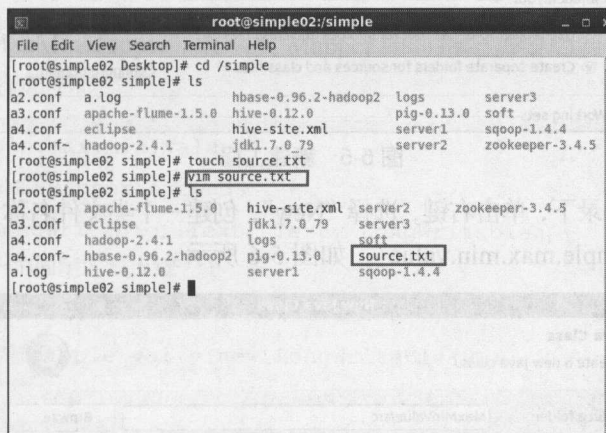 root@simple02:/simple
File Edit View Search Terminal Help
[root@simple02 Desktop]# cd /simple
[root@simple02 simple]# ls
a2.conf a.log hbase-0.96.2-hadoop2 logs server3
a3.conf apache-flume-1.5.0 hive-0.12.0 pig-0.13.0 soft
a4.conf eclipse hive-site.xml server1 sqoop-1.4.4
a4.conf~ hadoop-2.4.1 jdk1.7.0_79 server2 zookeeper-3.4.5
[root@simple02 simple]# touch source.txt
[root@simple02 simple]# vim source.txt
[root@simple02 simple]# ls
a2.conf apache-flume-1.5.0 hive-site.xml server2 zookeeper-3.4.5
a3.conf eclipse jdk1.7.0_79 server3
a4.conf hadoop-2.4.1 logs soft
a4.conf~ hbase-0.96.2-hadoop2 pig-0.13.0 source.txt
a.log hive-0.12.0 server1 sqoop-1.4.4
[root@simple02 simple]#